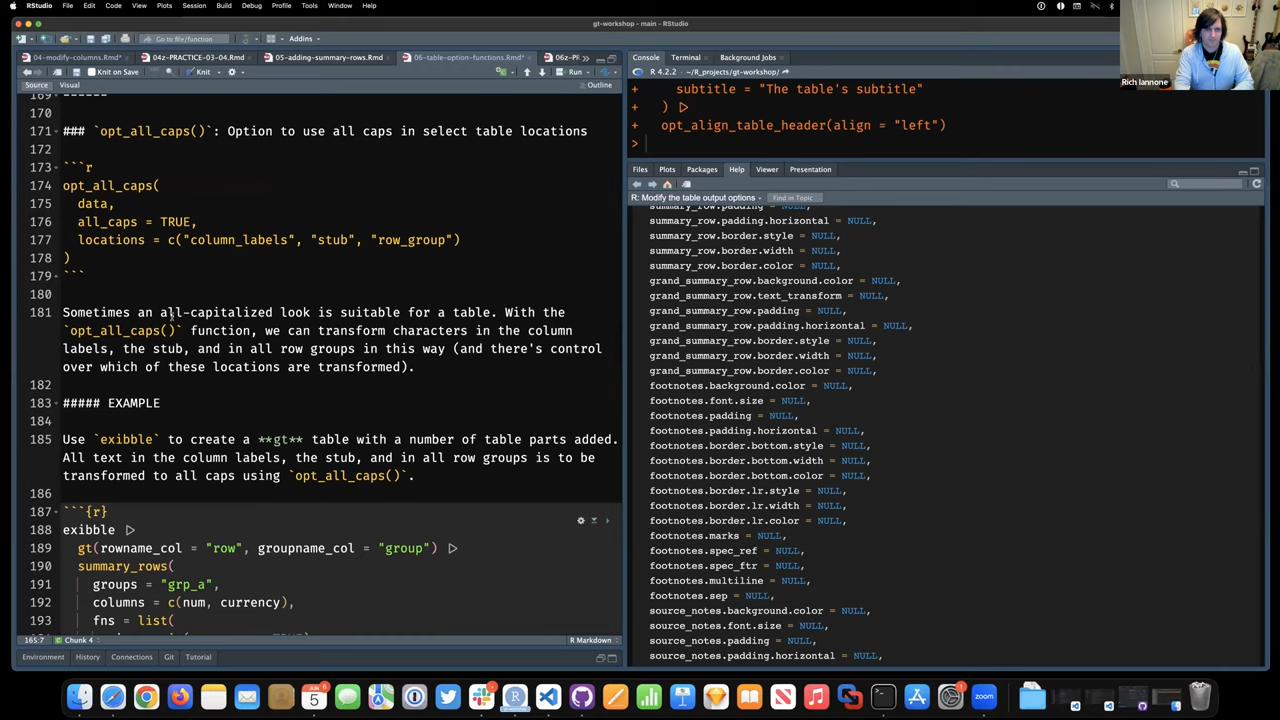 RStudio File Edit Code View Plots Session Build Debug Profile Tools Window Help
gt-workshop - main - RStudio
Go to file/function Addins
04-modify-columns.Rmd* 04z-PRACTICE-03-04.Rmd 05-adding-summary-rows.Rmd 06-table-option-functions.Rmd*
Knit on Save Knit Run
Source Visual Outline
169 ------
170
171 ### `opt_all_caps()`: Option to use all caps in select table locations
172
173 ```r
174 opt_all_caps(
175 data,
176 all_caps = TRUE,
177 locations = c("column_labels", "stub", "row_group")
178 )
179 ```
180
181 Sometimes an all-capitalized look is suitable for a table. With the
`opt_all_caps()` function, we can transform characters in the column
labels, the stub, and in all row groups in this way (and there's control
over which of these locations are transformed).
182
183 ##### EXAMPLE
184
185 Use `exibble` to create a **gt** table with a number of table parts added.
All text in the column labels, the stub, and in all row groups is to be
transformed to all caps using `opt_all_caps()`.
186
187 ```{r}
188 exibble |>
189 gt(rowname_col = "row", groupname_col = "group") |>
190 summary_rows(
191 groups = "grp_a",
192 columns = c(num, currency),
193 fns = list(
165:7 Chunk 4 R Markdown
Environment History Connections Git Tutorial
Console Terminal Background Jobs
R 4.2.2 · ~/R_projects/gt-workshop/
+ subtitle = "The table's subtitle"
+ ) |>
+ opt_align_table_header(align = "left")
>
Files Plots Packages Help Viewer Presentation
R: Modify the table output options Find in Topic
summary_row.padding = NULL,
summary_row.padding.horizontal = NULL,
summary_row.border.style = NULL,
summary_row.border.width = NULL,
summary_row.border.color = NULL,
grand_summary_row.background.color = NULL,
grand_summary_row.text_transform = NULL,
grand_summary_row.padding = NULL,
grand_summary_row.padding.horizontal = NULL,
grand_summary_row.border.style = NULL,
grand_summary_row.border.width = NULL,
grand_summary_row.border.color = NULL,
footnotes.background.color = NULL,
footnotes.font.size = NULL,
footnotes.padding = NULL,
footnotes.padding.horizontal = NULL,
footnotes.border.bottom.style = NULL,
footnotes.border.bottom.width = NULL,
footnotes.border.bottom.color = NULL,
footnotes.border.lr.style = NULL,
footnotes.border.lr.width = NULL,
footnotes.border.lr.color = NULL,
footnotes.marks = NULL,
footnotes.spec_ref = NULL,
footnotes.spec_ftr = NULL,
footnotes.multiline = NULL,
footnotes.sep = NULL,
source_notes.background.color = NULL,
source_notes.font.size = NULL,
source_notes.padding = NULL,
source_notes.padding.horizontal = NULL,
Rich Iannone
zoom